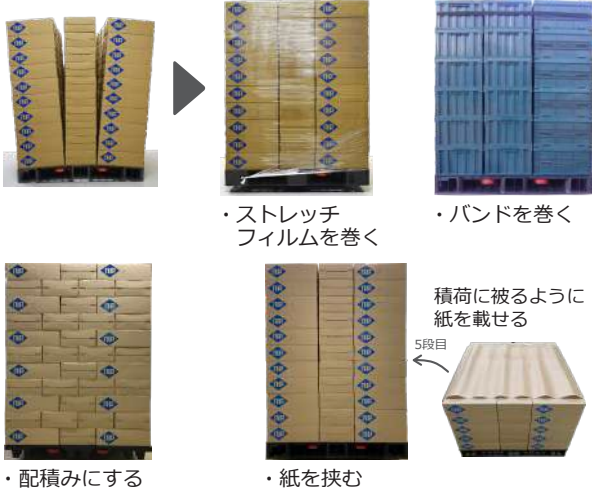 ・ストレッチ
フィルムを巻く
・バンドを巻く
積荷に被るように
紙を載せる
5段目
・配積みにする
・紙を挟む